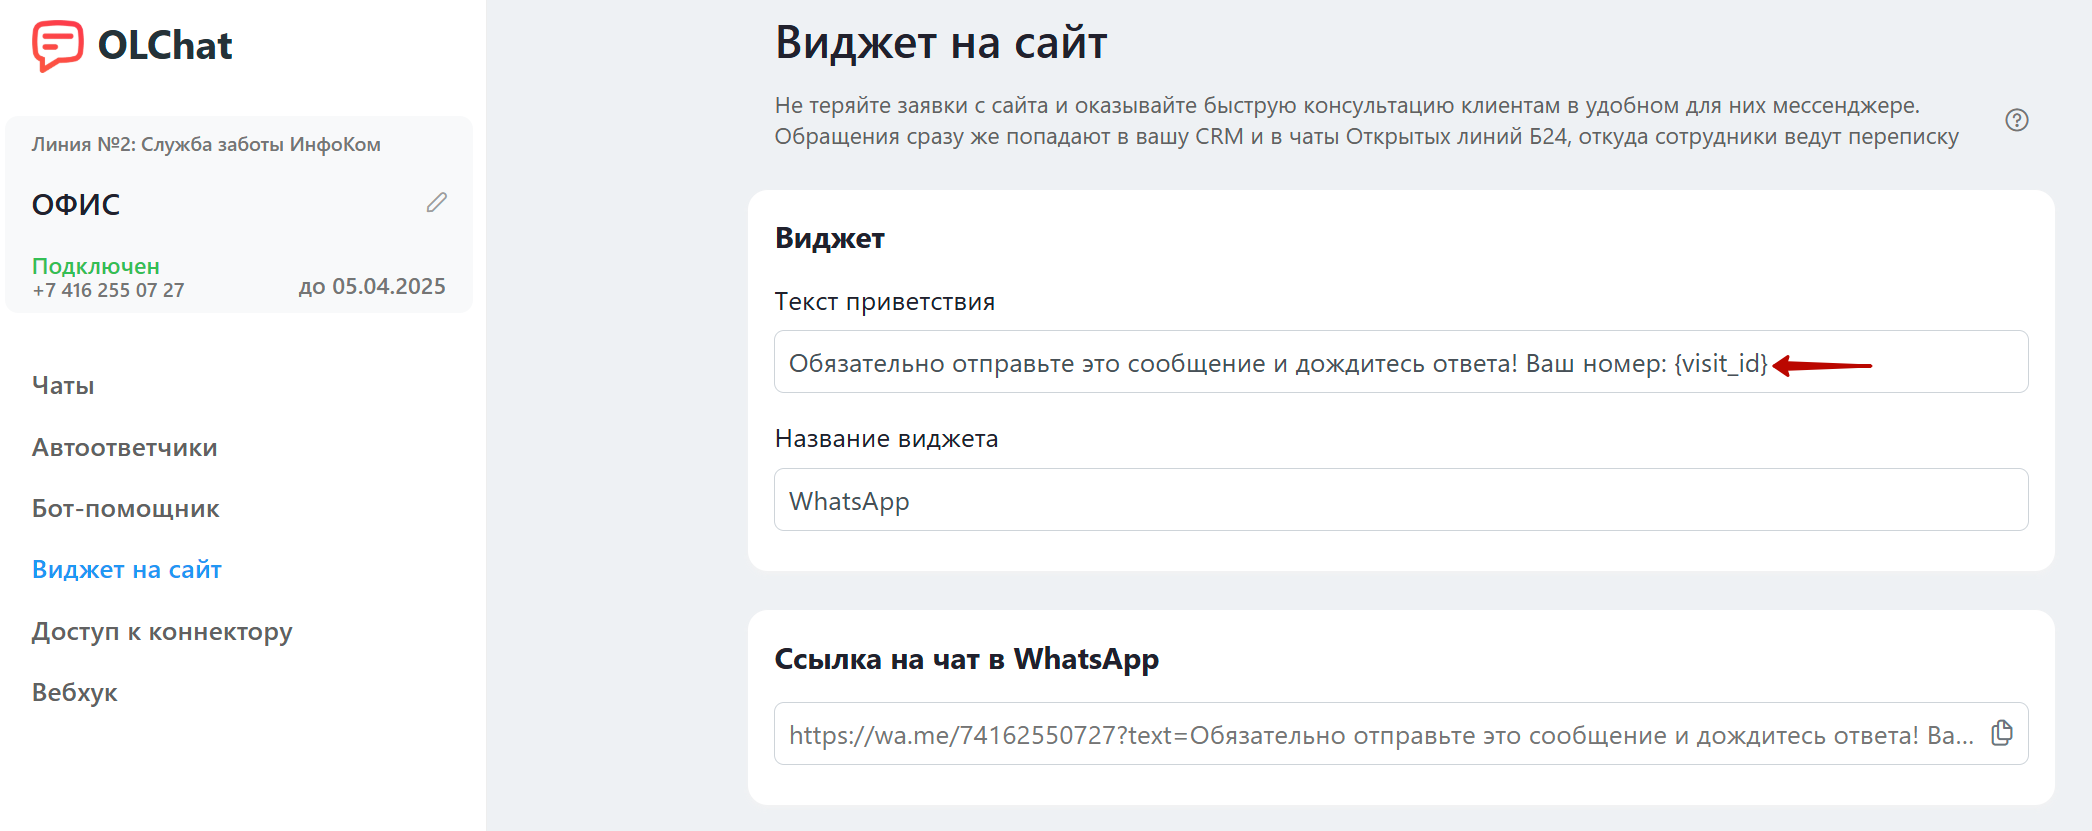 OLChat
Линия №2: Служба заботы ИнфоКом
ОФИС
Подключен
+7 416 255 07 27
до 05.04.2025
Чаты
Автоответчики
Бот-помощник
Виджет на сайт
Доступ к коннектору
Вебхук
Виджет на сайт
Не теряйте заявки с сайта и оказывайте быструю консультацию клиентам в удобном для них мессенджере.
Обращения сразу же попадают в вашу CRM и в чаты Открытых линий Б24, откуда сотрудники ведут переписку
Виджет
Текст приветствия
Обязательно отправьте это сообщение и дождитесь ответа! Ваш номер: {visit_id}
Название виджета
WhatsApp
Ссылка на чат в WhatsApp
https://wa.me/74162550727?text=Обязательно отправьте это сообщение и дождитесь ответа! Ва...